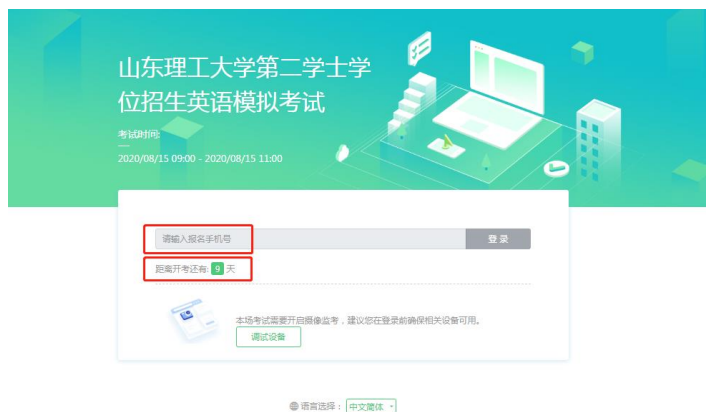 山东理工大学第二学士学
位招生英语模拟考试
考试时间:
2020/08/15 09:00 - 2020/08/15 11:00
请输入报名手机号
登 录
距离开考还有: 9 天
本场考试需要开启摄像监考，建议您在登录前确保相关设备可用。
调试设备
语言选择： 中文简体